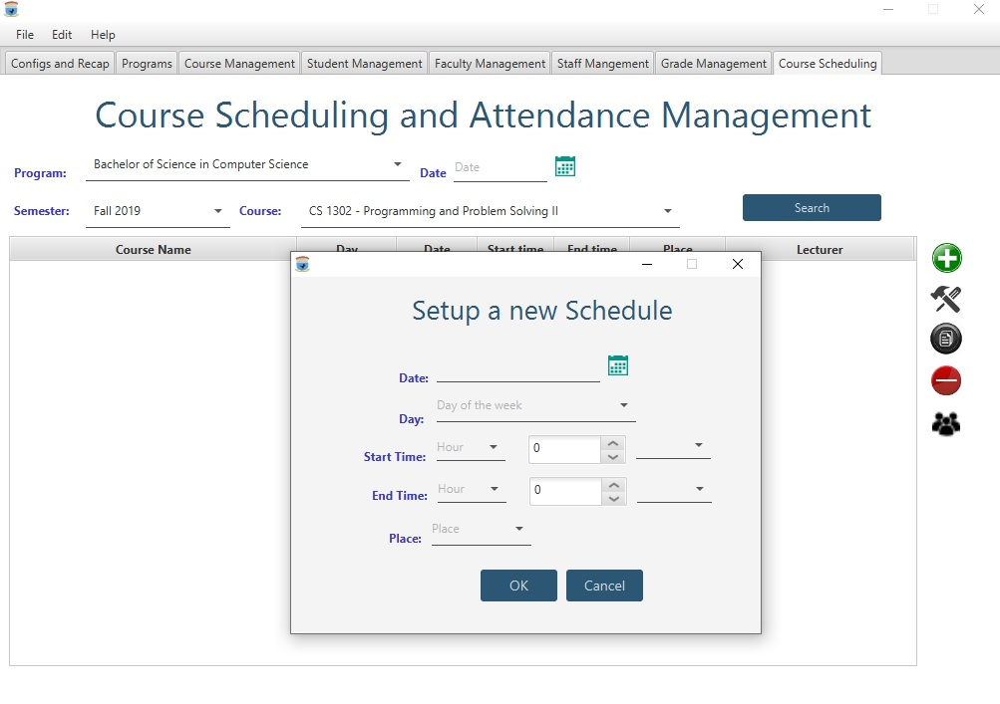 File Edit Help
Configs and Recap Programs Course Management Student Management Faculty Management Staff Mangement Grade Management Course Scheduling
Course Scheduling and Attendance Management
Program: Bachelor of Science in Computer Science Date Date
Semester: Fall 2019 Course: CS 1302 - Programming and Problem Solving II Search
Course Name Day Date Start time End time Place Lecturer
Setup a new Schedule
Date:
Day: Day of the week
Start Time: Hour 0
End Time: Hour 0
Place: Place
OK Cancel